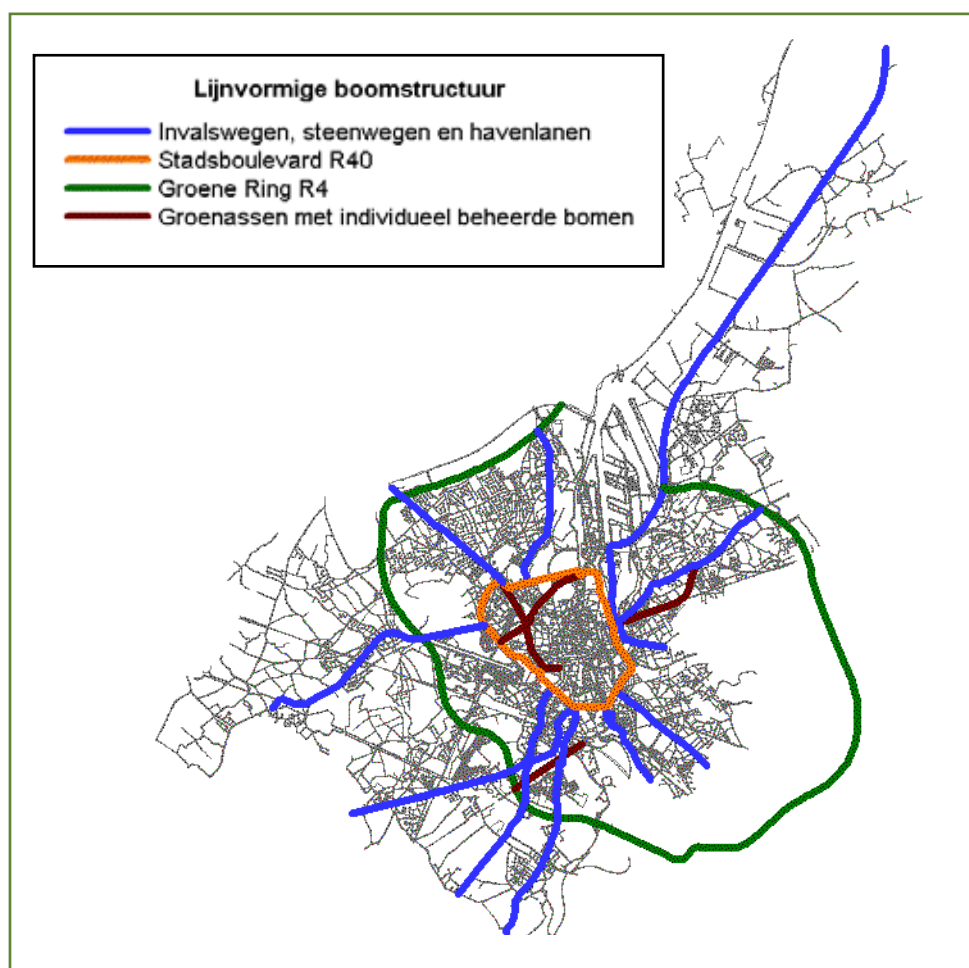 Lijnvormige boomstructuur
Invalswegen, steenwegen en havenlanen
Stadsboulevard R40
Groene Ring R4
Groenassen met individueel beheerde bomen